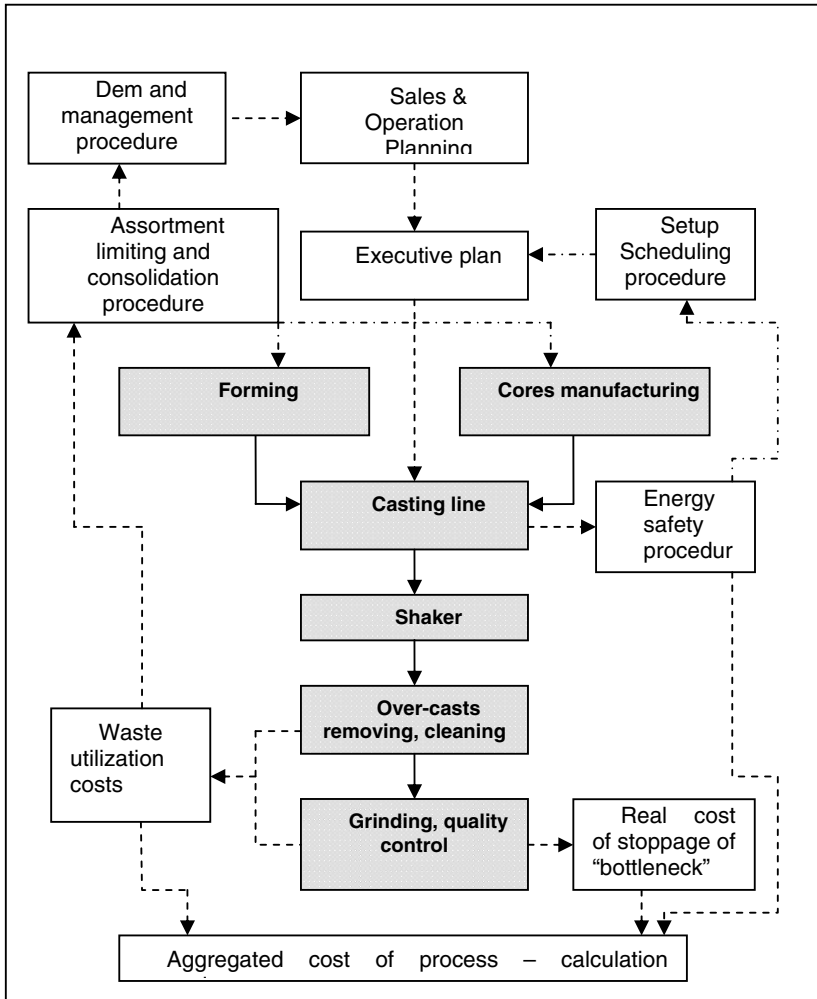 Dem and
management
procedure
Sales &
Operation
Planning
Assortment
limiting and
consolidation
procedure
Executive plan
Setup
Scheduling
procedure
Forming
Cores manufacturing
Casting line
Energy
safety
procedur
Shaker
Over-casts
removing, cleaning
Waste
utilization
costs
Grinding, quality
control
Real cost
of stoppage of
“bottleneck”
Aggregated cost of process – calculation